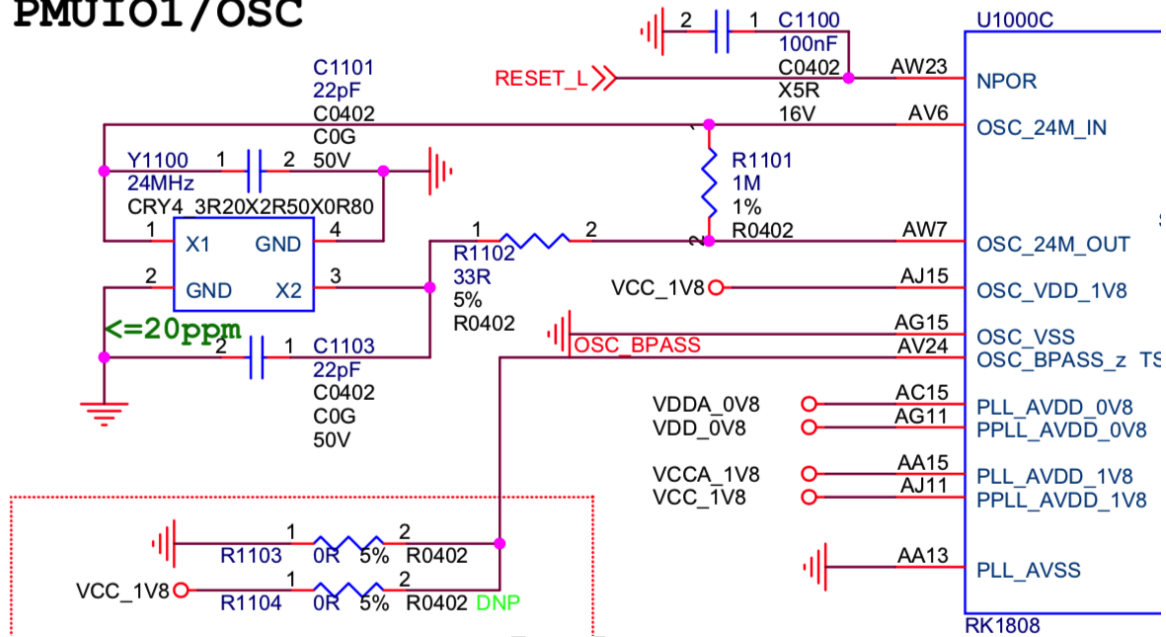 PMUIO1/OSC
2 1 C1100
100nF
C0402
X5R
16V
U1000C
RESET_L
AW23 NPOR
AV6 OSC_24M_IN
C1101
22pF
C0402
C0G
50V
Y1100 1 2
24MHz
CRY4_3R20X2R50X0R80
1 X1 GND 4
2 GND X2 3
<=20ppm
2 1 C1103
22pF
C0402
C0G
50V
1 2
R1102
33R
5%
R0402
1
R1101
1M
1%
R0402
2
AW7 OSC_24M_OUT
VCC_1V8 AJ15 OSC_VDD_1V8
AG15 OSC_VSS
OSC_BPASS AV24 OSC_BPASS_z TS
VDDA_0V8 AC15 PLL_AVDD_0V8
VDD_0V8 AG11 PPLL_AVDD_0V8
VCCA_1V8 AA15 PLL_AVDD_1V8
VCC_1V8 AJ11 PPLL_AVDD_1V8
AA13 PLL_AVSS
RK1808
1 2
R1103 0R 5% R0402
VCC_1V8 1 2
R1104 0R 5% R0402 DNP